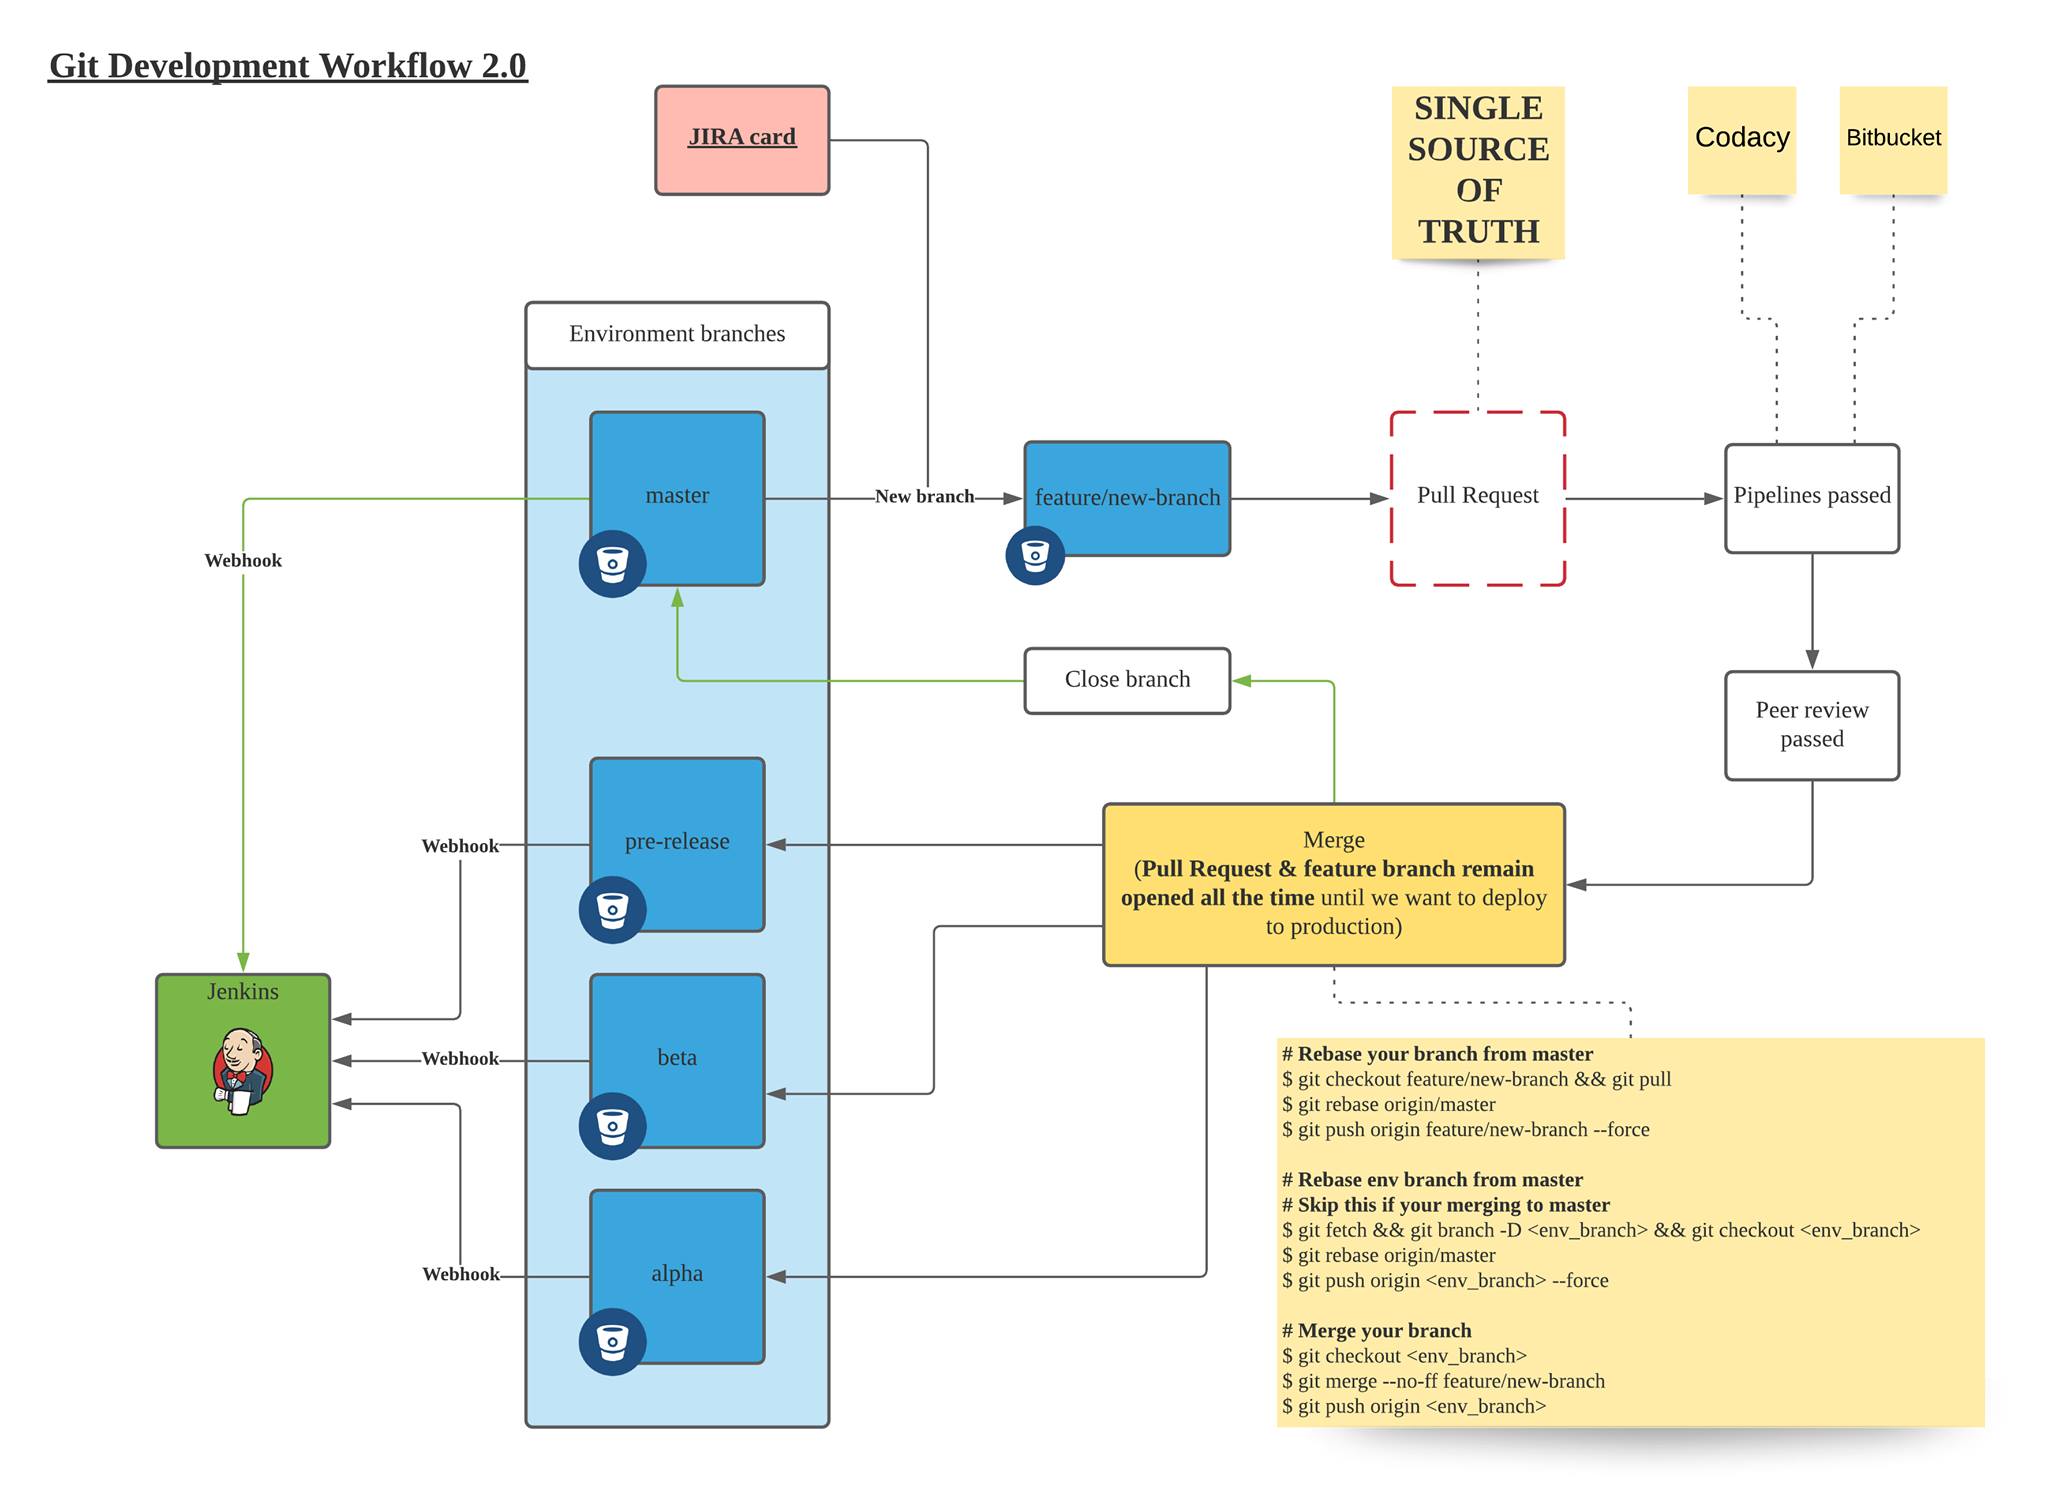 Git Development Workflow 2.0
JIRA card
SINGLE
SOURCE
OF
TRUTH
Codacy
Bitbucket
Environment branches
master
New branch
feature/new-branch
Pull Request
Pipelines passed
Webhook
Close branch
Peer review
passed
pre-release
Webhook
Merge
(Pull Request & feature branch remain
opened all the time until we want to deploy
to production)
Jenkins
beta
Webhook
alpha
Webhook
# Rebase your branch from master
$ git checkout feature/new-branch && git pull
$ git rebase origin/master
$ git push origin feature/new-branch --force
# Rebase env branch from master
# Skip this if your merging to master
$ git fetch && git branch -D <env_branch> && git checkout <env_branch>
$ git rebase origin/master
$ git push origin <env_branch> --force
# Merge your branch
$ git checkout <env_branch>
$ git merge --no-ff feature/new-branch
$ git push origin <env_branch>